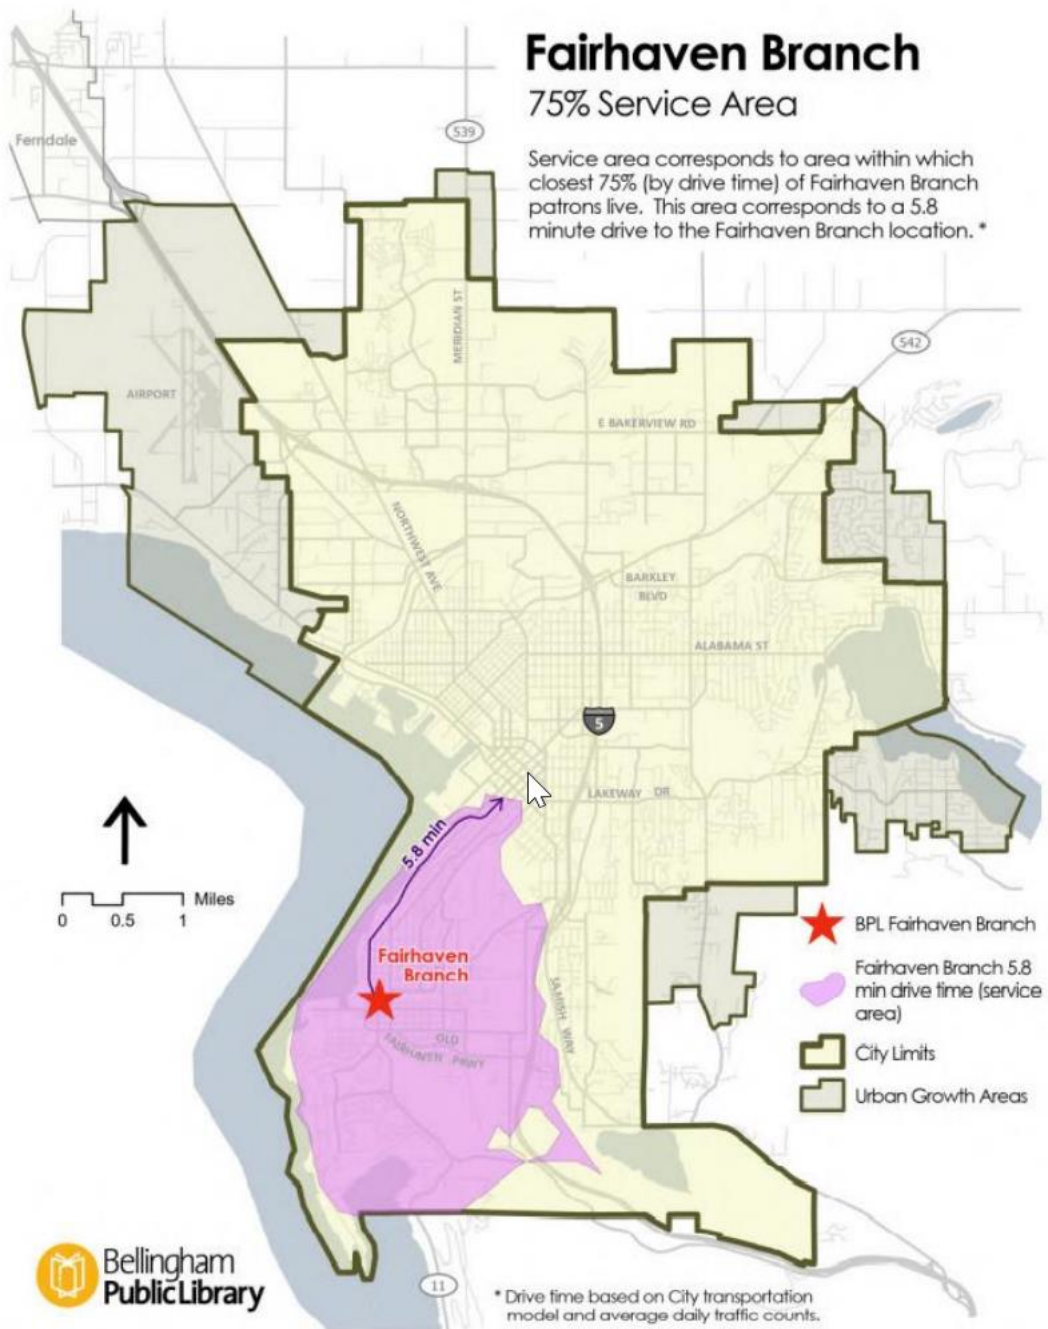 Fairhaven Branch
75% Service Area
Service area corresponds to area within which
closest 75% (by drive time) of Fairhaven Branch
patrons live. This area corresponds to a 5.8
minute drive to the Fairhaven Branch location. *
Ferndale
539
MERIDIAN ST
542
AIRPORT
E BAKERVIEW RD
NORTHWEST AVE
BARKLEY
BLVD
ALABAMA ST
5
LAKEWAY DR
5.8 min
Miles
0 0.5 1
Fairhaven
Branch
SAMISH WAY
OLD
FAIRHAVEN PKWY
BPL Fairhaven Branch
Fairhaven Branch 5.8
min drive time (service
area)
City Limits
Urban Growth Areas
Bellingham
PublicLibrary
11
* Drive time based on City transportation
model and average daily traffic counts.